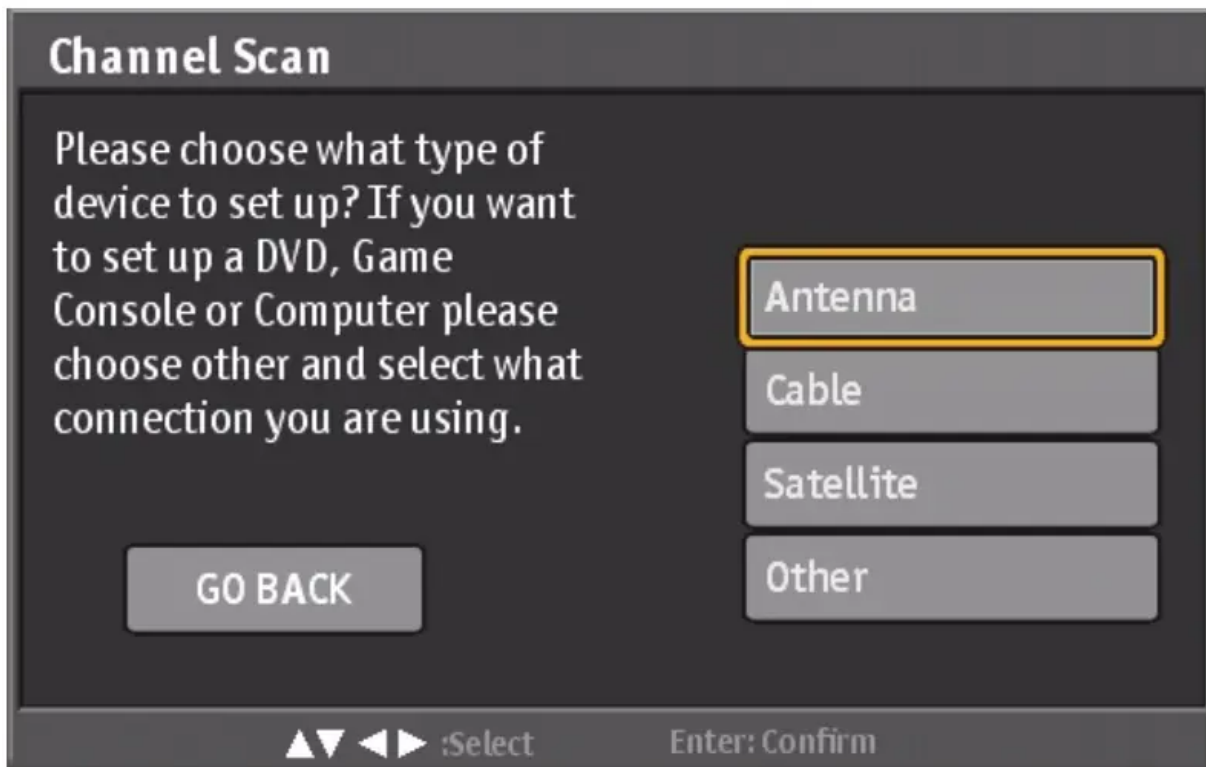 Channel Scan
Please choose what type of
device to set up? If you want
to set up a DVD, Game
Console or Computer please
choose other and select what
connection you are using.
Antenna
Cable
Satellite
Other
GO BACK
▲▼ ◀ ▶ :Select Enter: Confirm